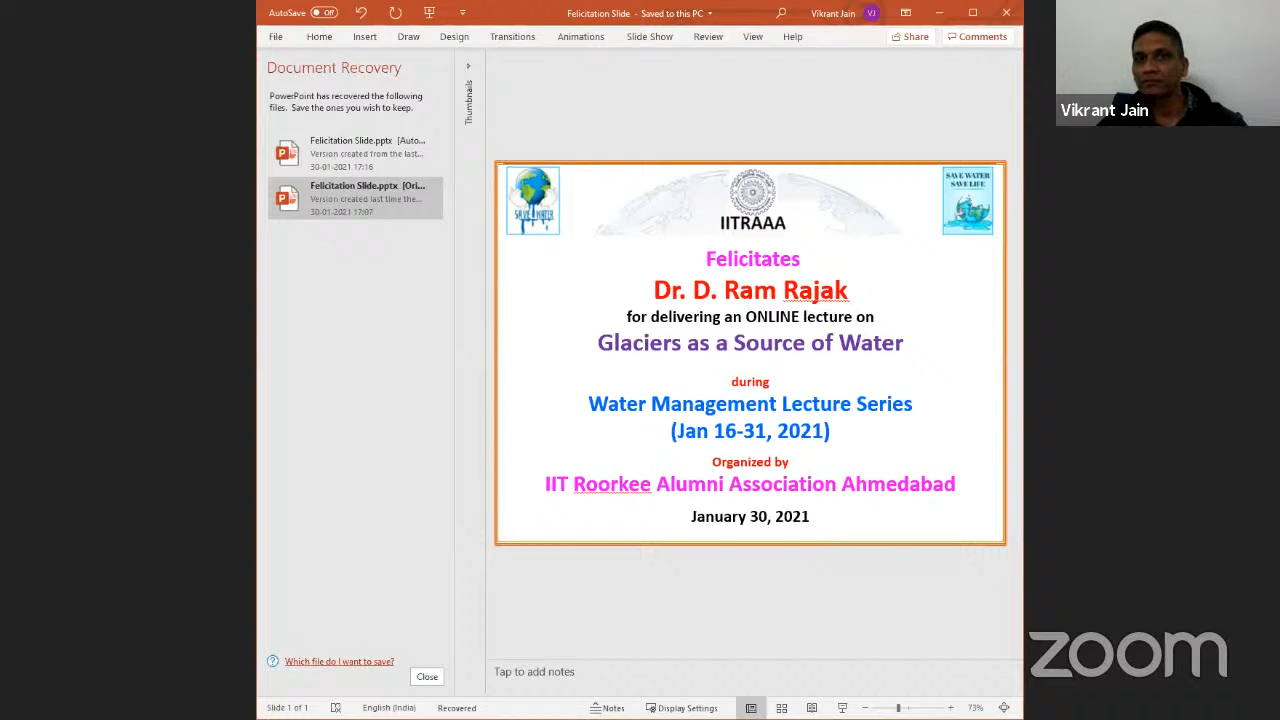 AutoSave Off
Felicitation Slide - Saved to this PC
Vikrant Jain VJ
File Home Insert Draw Design Transitions Animations Slide Show Review View Help Share Comments
Document Recovery
PowerPoint has recovered the following
files. Save the ones you wish to keep.
Felicitation Slide.pptx [Auto...
Version created from the last...
30-01-2021 17:16
Felicitation Slide.pptx [Ori...
Version created last time the...
30-01-2021 17:07
Which file do I want to save?
Close
Thumbnails
SAVE WATER
IITRAAA
SAVE WATER
SAVE LIFE
Felicitates
Dr. D. Ram Rajak
for delivering an ONLINE lecture on
Glaciers as a Source of Water
during
Water Management Lecture Series
(Jan 16-31, 2021)
Organized by
IIT Roorkee Alumni Association Ahmedabad
January 30, 2021
Tap to add notes
Slide 1 of 1 English (India) Recovered Notes Display Settings 73%
Vikrant Jain
zoom